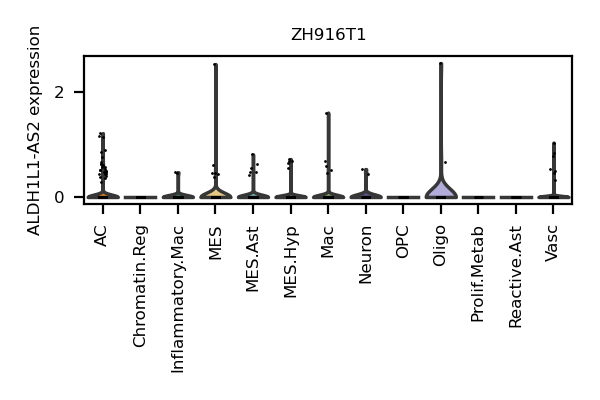 ZH916T1
ALDH1L1-AS2 expression
2
0
AC
Chromatin.Reg
Inflammatory.Mac
MES
MES.Ast
MES.Hyp
Mac
Neuron
OPC
Oligo
Prolif.Metab
Reactive.Ast
Vasc